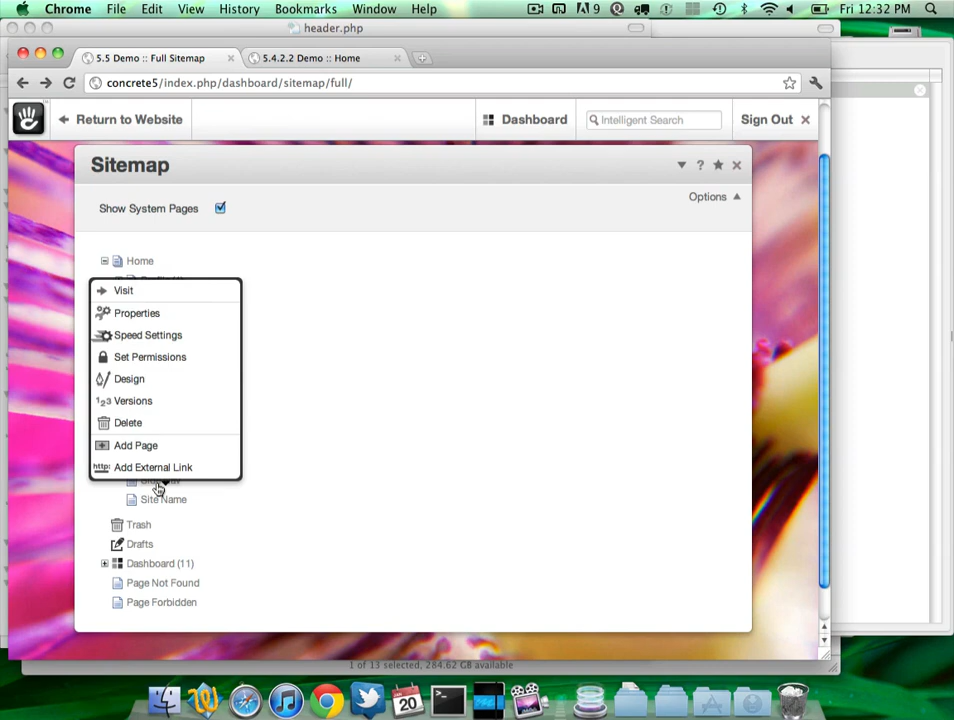 Chrome File Edit View History Bookmarks Window Help 9 Fri 12:32 PM
header.php
5.5 Demo :: Full Sitemap 5.4.2.2 Demo :: Home
concrete5/index.php/dashboard/sitemap/full/
Return to Website Dashboard Intelligent Search Sign Out
Sitemap
?
Options
Show System Pages
Home
Visit
Properties
Speed Settings
Set Permissions
Design
123 Versions
Delete
Add Page
http: Add External Link
Site Name
Trash
Drafts
Dashboard (11)
Page Not Found
Page Forbidden
1 of 13 selected, 284.62 GB available
20